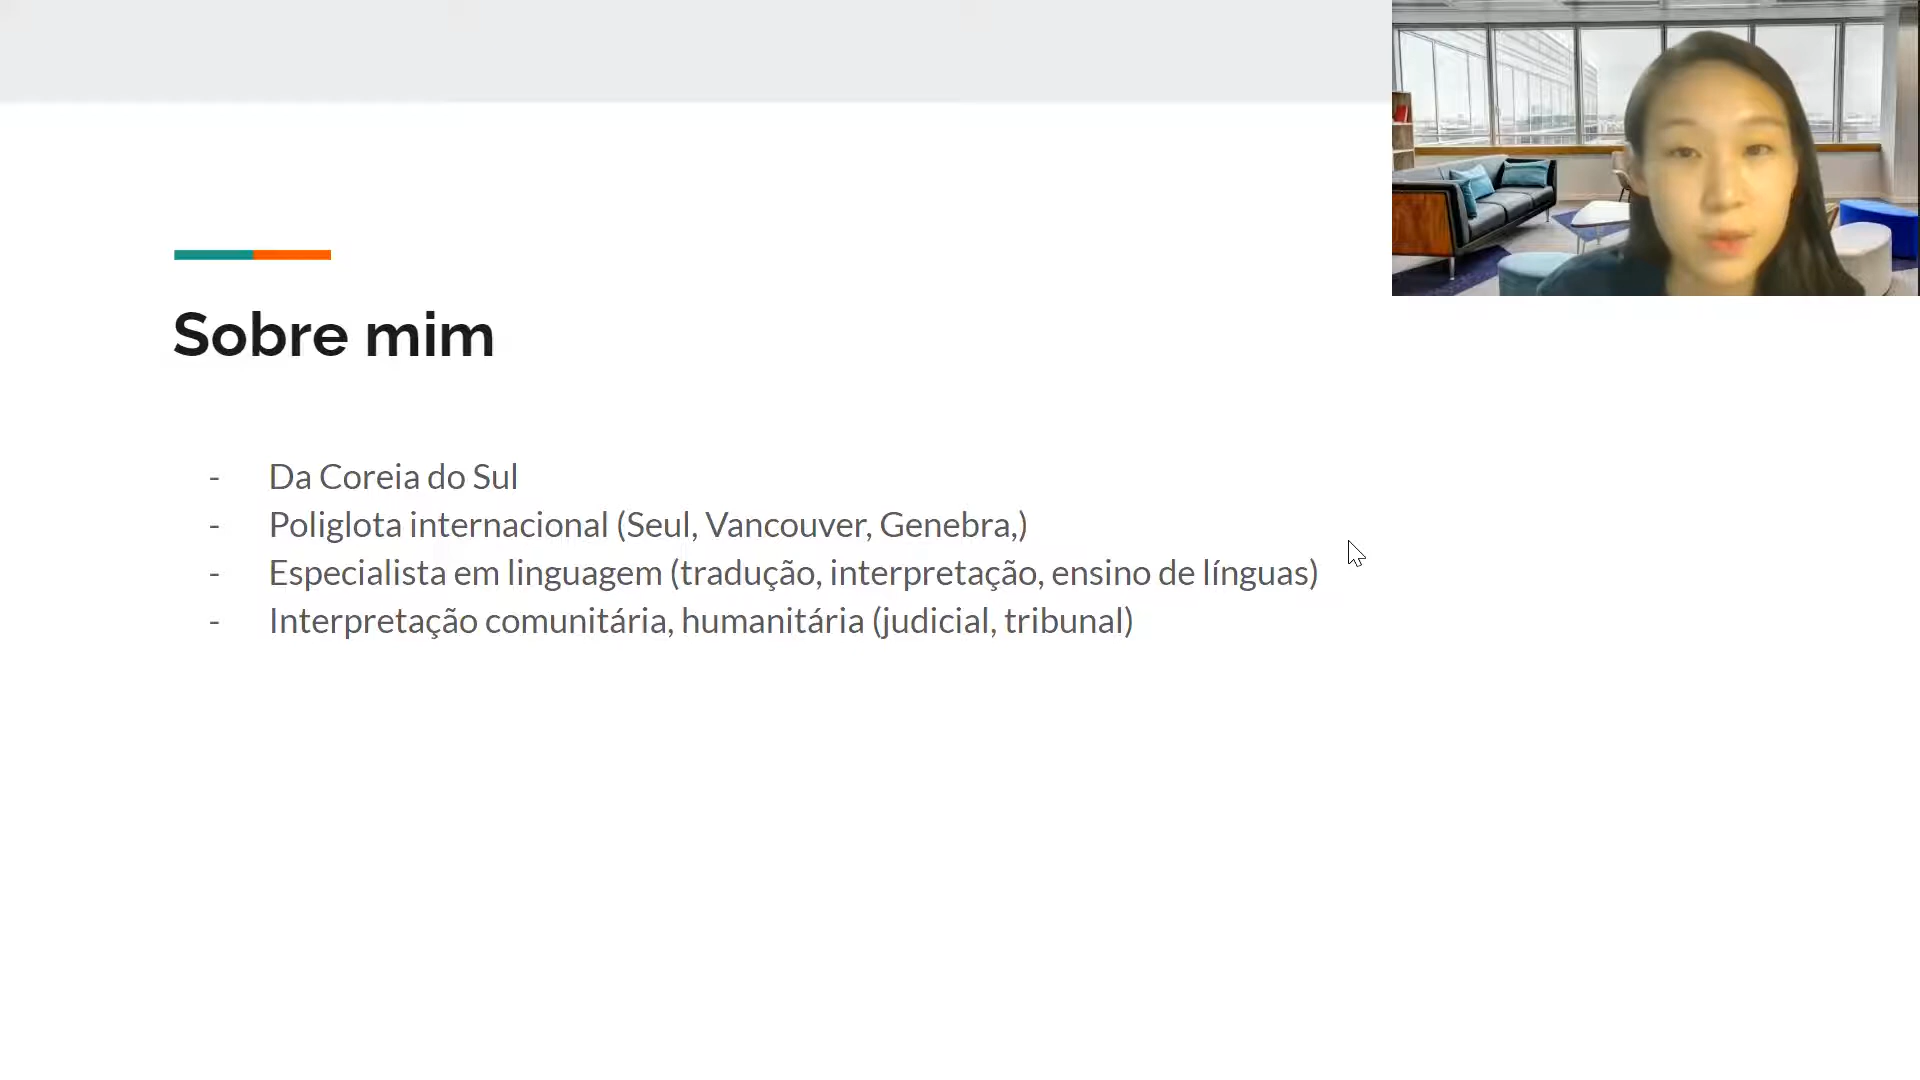 Sobre mim
- Da Coreia do Sul
- Poliglota internacional (Seul, Vancouver, Genebra,)
- Especialista em linguagem (tradução, interpretação, ensino de línguas)
- Interpretação comunitária, humanitária (judicial, tribunal)